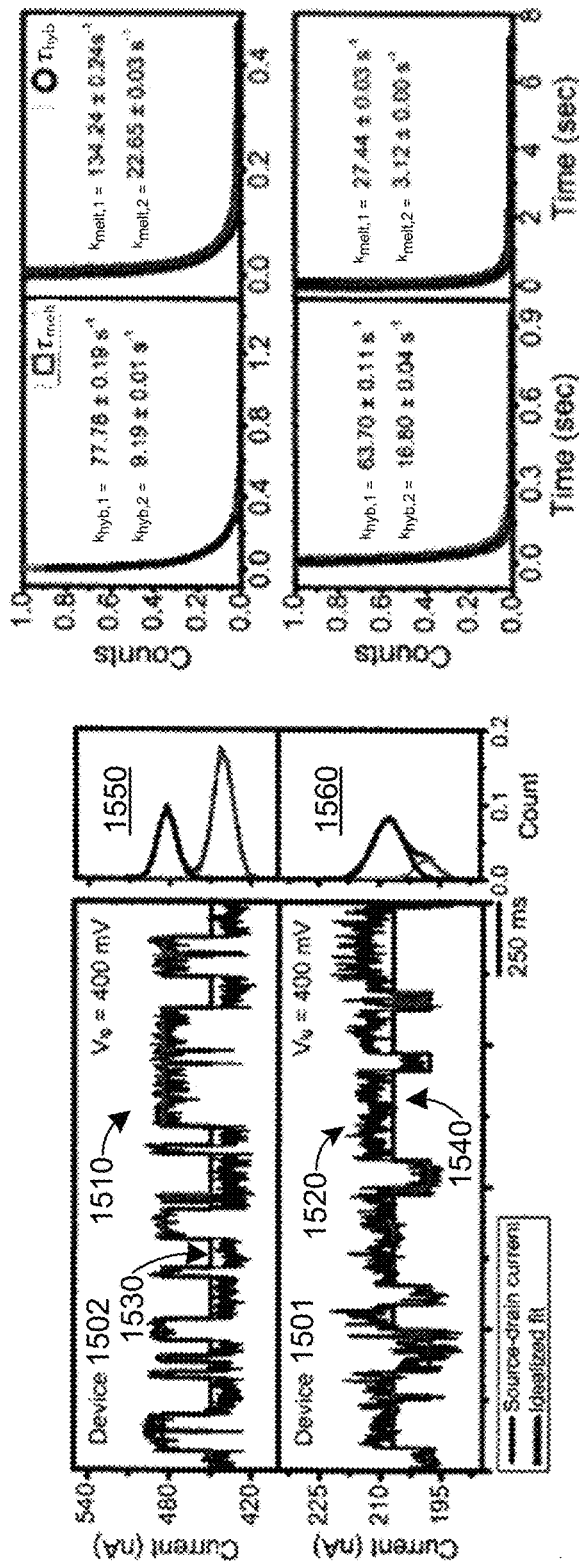 540
480
420
Current (nA)
Device 1502
1530
1510
V_g = 400 mV
1550
225
210
195
Current (nA)
Device 1501
1520
1540
V_g = 400 mV
1560
250 ms
0.0 0.1 0.2
Count
Source-drain current
Idealized fit
1.0
0.8
0.6
0.4
0.2
0.0
Counts
τmelt
khyb,1 = 77.78 ± 0.19 s⁻¹
khyb,2 = 9.19 ± 0.01 s⁻¹
0.0 0.4 0.8 1.2
τhyb
kmelt,1 = 134.24 ± 0.24s⁻¹
kmelt,2 = 22.65 ± 0.03 s⁻¹
0.0 0.2 0.4
1.0
0.8
0.6
0.4
0.2
0.0
Counts
khyb,1 = 63.70 ± 0.11 s⁻¹
khyb,2 = 16.80 ± 0.04 s⁻¹
0.0 0.3 0.6 0.9
Time (sec)
kmelt,1 = 27.44 ± 0.03 s⁻¹
kmelt,2 = 3.12 ± 0.00 s⁻¹
0 2 4 6 8
Time (sec)